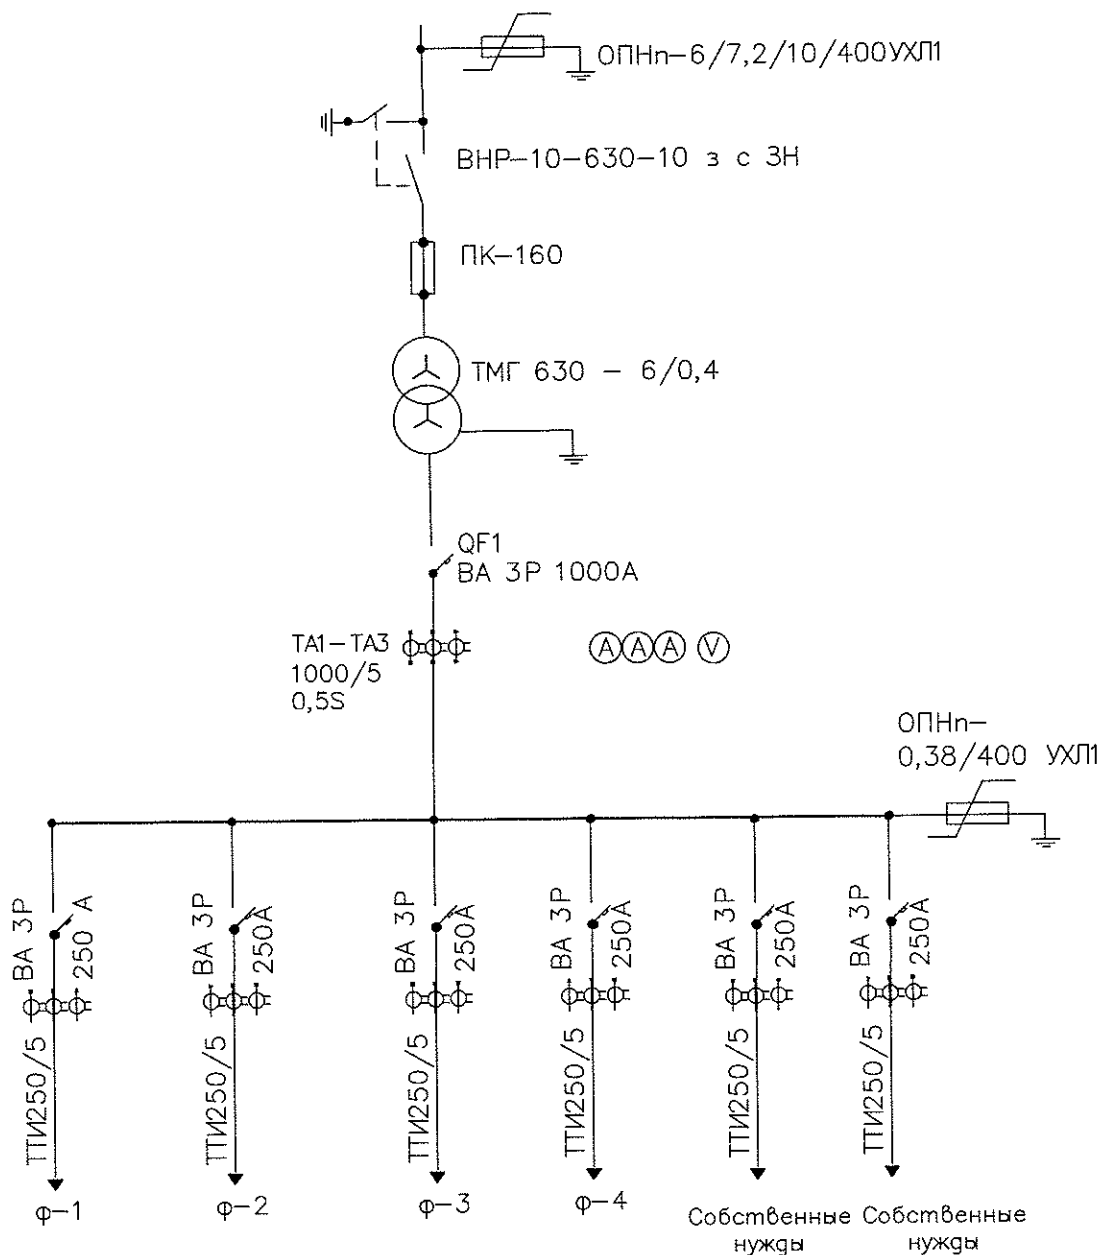 ОПНп-6/7,2/10/400УХЛ1
ВНР-10-630-10 з с ЗН
ПК-160
ТМГ 630 - 6/0,4
QF1
ВА 3Р 1000А
ТА1-ТА3
1000/5
0,5S
A A A V
ОПНп-
0,38/400 УХЛ1
ВА 3Р
250 А
ВА 3Р
250А
ВА 3Р
250А
ВА 3Р
250А
ВА 3Р
250А
ВА 3Р
250А
ТТИ250/5
ТТИ250/5
ТТИ250/5
ТТИ250/5
ТТИ250/5
ТТИ250/5
ф-1
ф-2
ф-3
ф-4
Собственные
нужды
Собственные
нужды